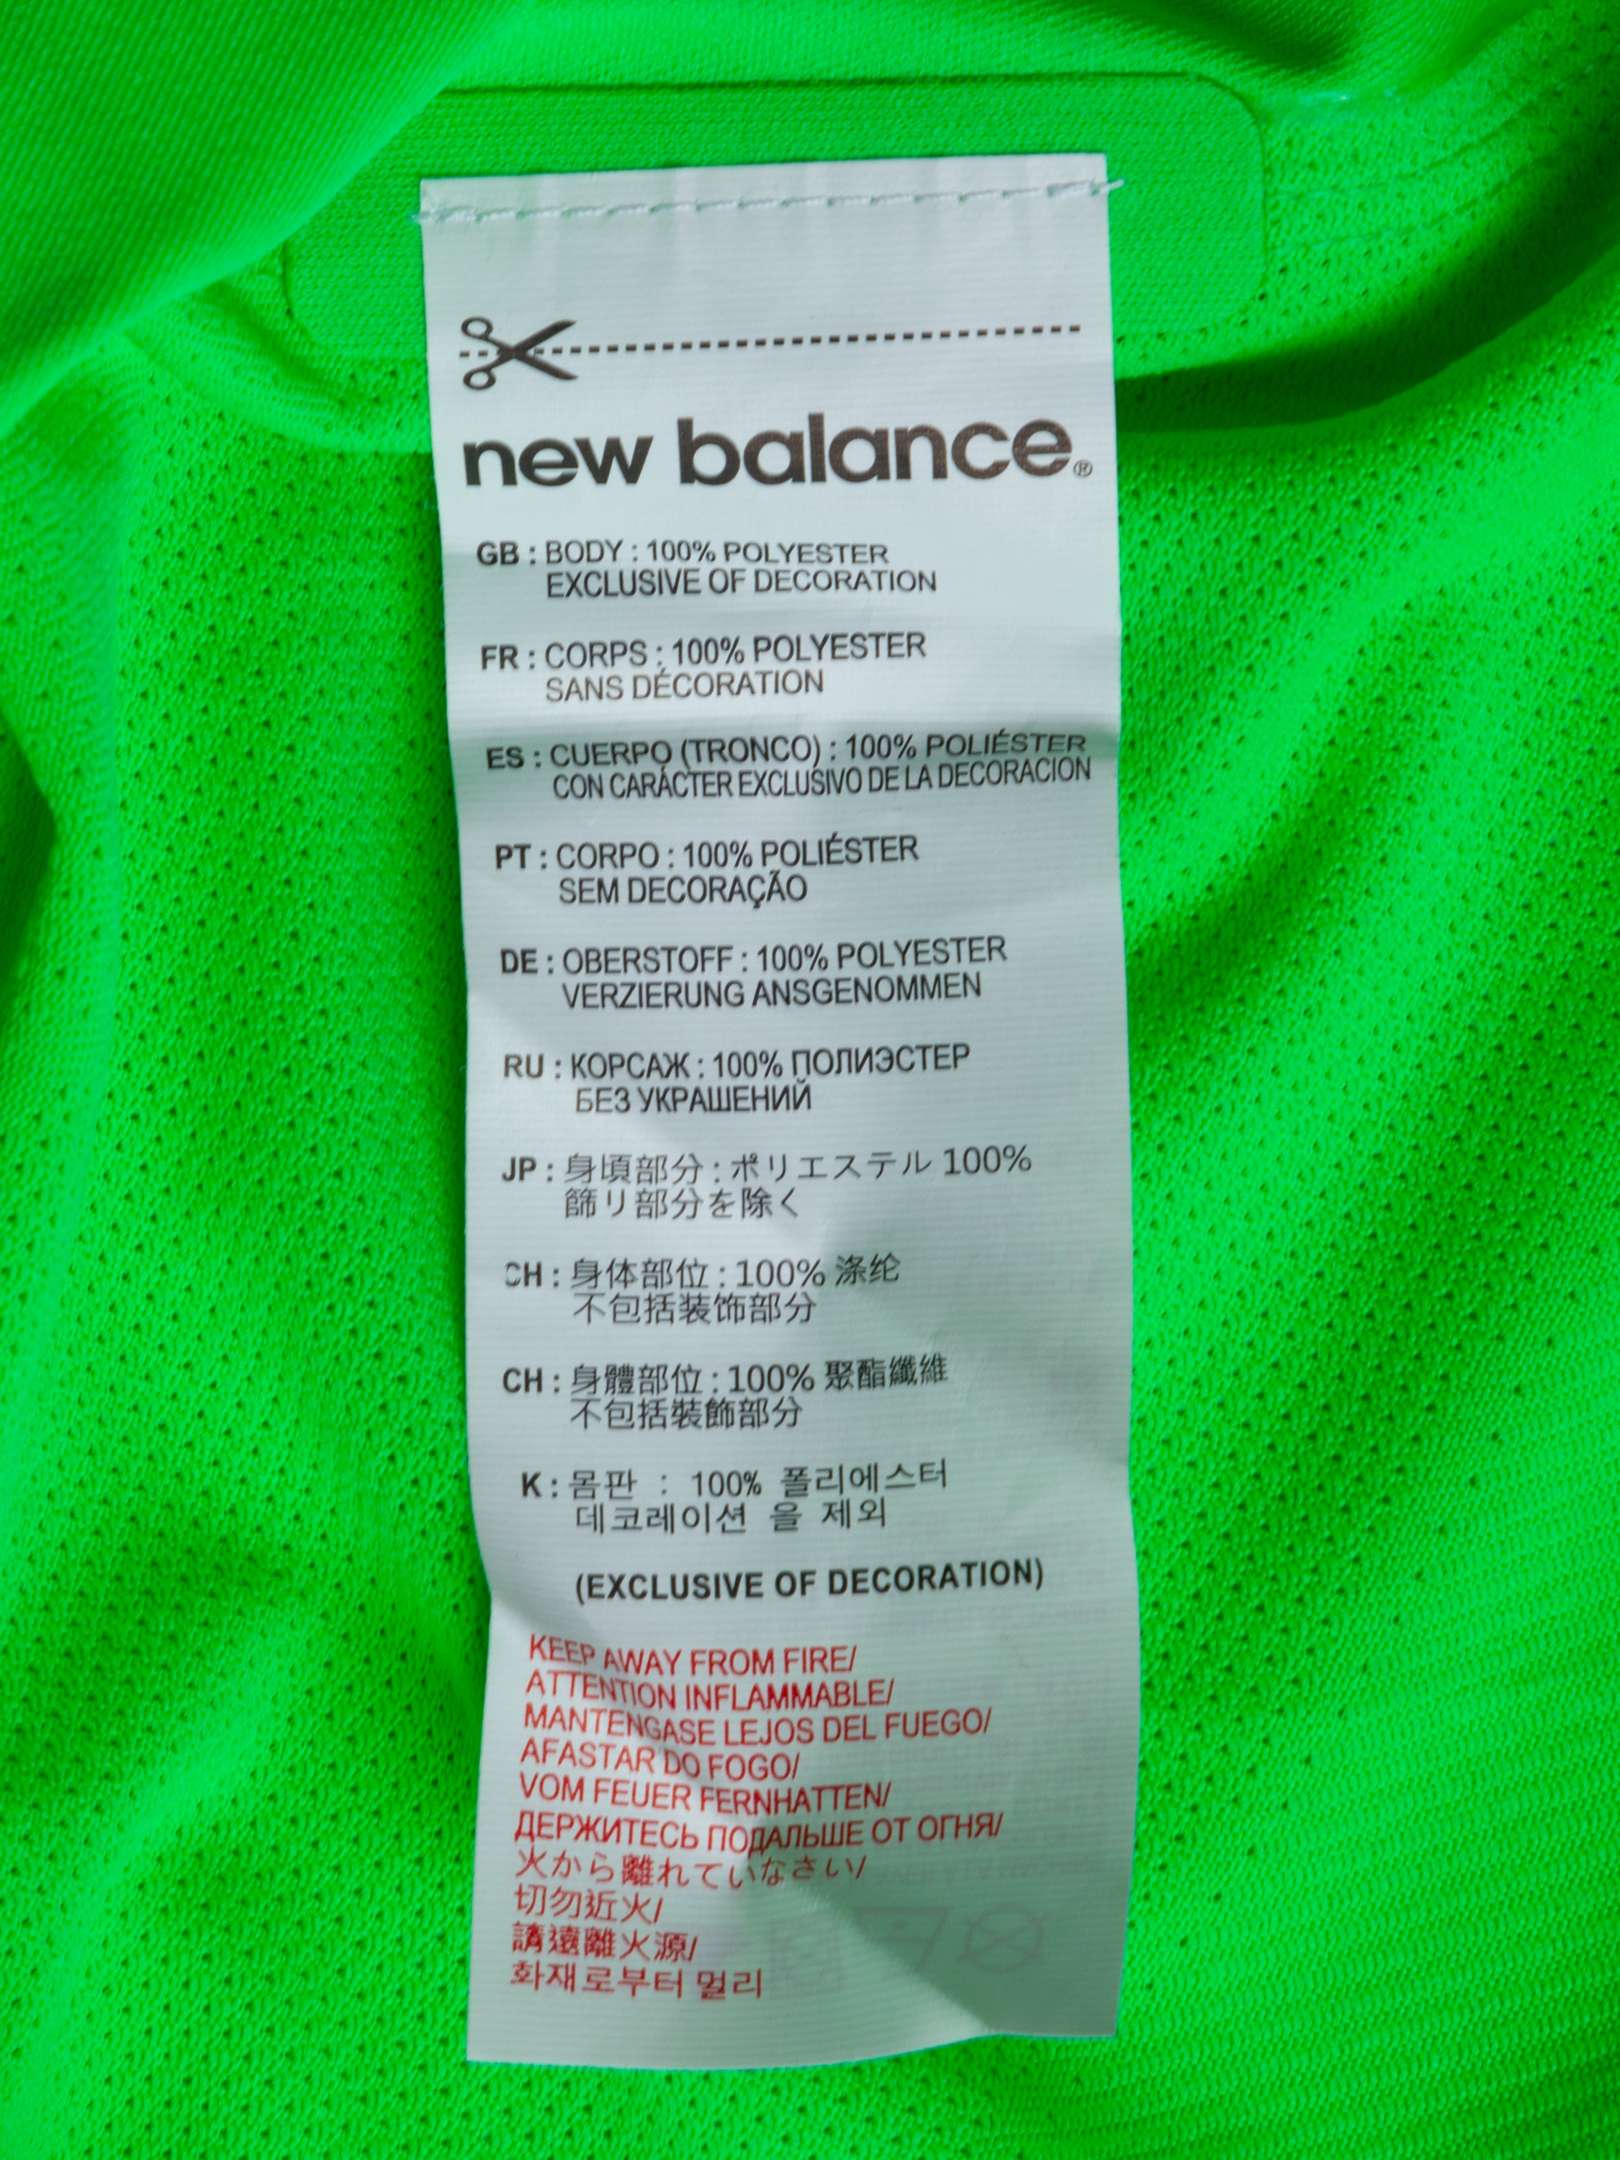 new balance®
GB : BODY : 100% POLYESTER
EXCLUSIVE OF DECORATION
FR : CORPS : 100% POLYESTER
SANS DÉCORATION
ES : CUERPO (TRONCO) : 100% POLIÉSTER
CON CARÁCTER EXCLUSIVO DE LA DECORACION
PT : CORPO : 100% POLIÉSTER
SEM DECORAÇÃO
DE : OBERSTOFF : 100% POLYESTER
VERZIERUNG ANSGENOMMEN
RU : КОРСАЖ : 100% ПОЛИЭСТЕР
БЕЗ УКРАШЕНИЙ
JP : 身頃部分 : ポリエステル 100%
篩リ部分を除く
CH : 身体部位 : 100% 涤纶
不包括装饰部分
CH : 身體部位 : 100% 聚酯纖維
不包括裝飾部分
K : 몸판 : 100% 폴리에스터
데코레이션 을 제외
(EXCLUSIVE OF DECORATION)
KEEP AWAY FROM FIRE/
ATTENTION INFLAMMABLE/
MANTENGASE LEJOS DEL FUEGO/
AFASTAR DO FOGO/
VOM FEUER FERNHATTEN/
ДЕРЖИТЕСЬ ПОДАЛЬШЕ ОТ ОГНЯ/
火から離れていなさい/
切勿近火/
請遠離火源/
화재로부터 멀리